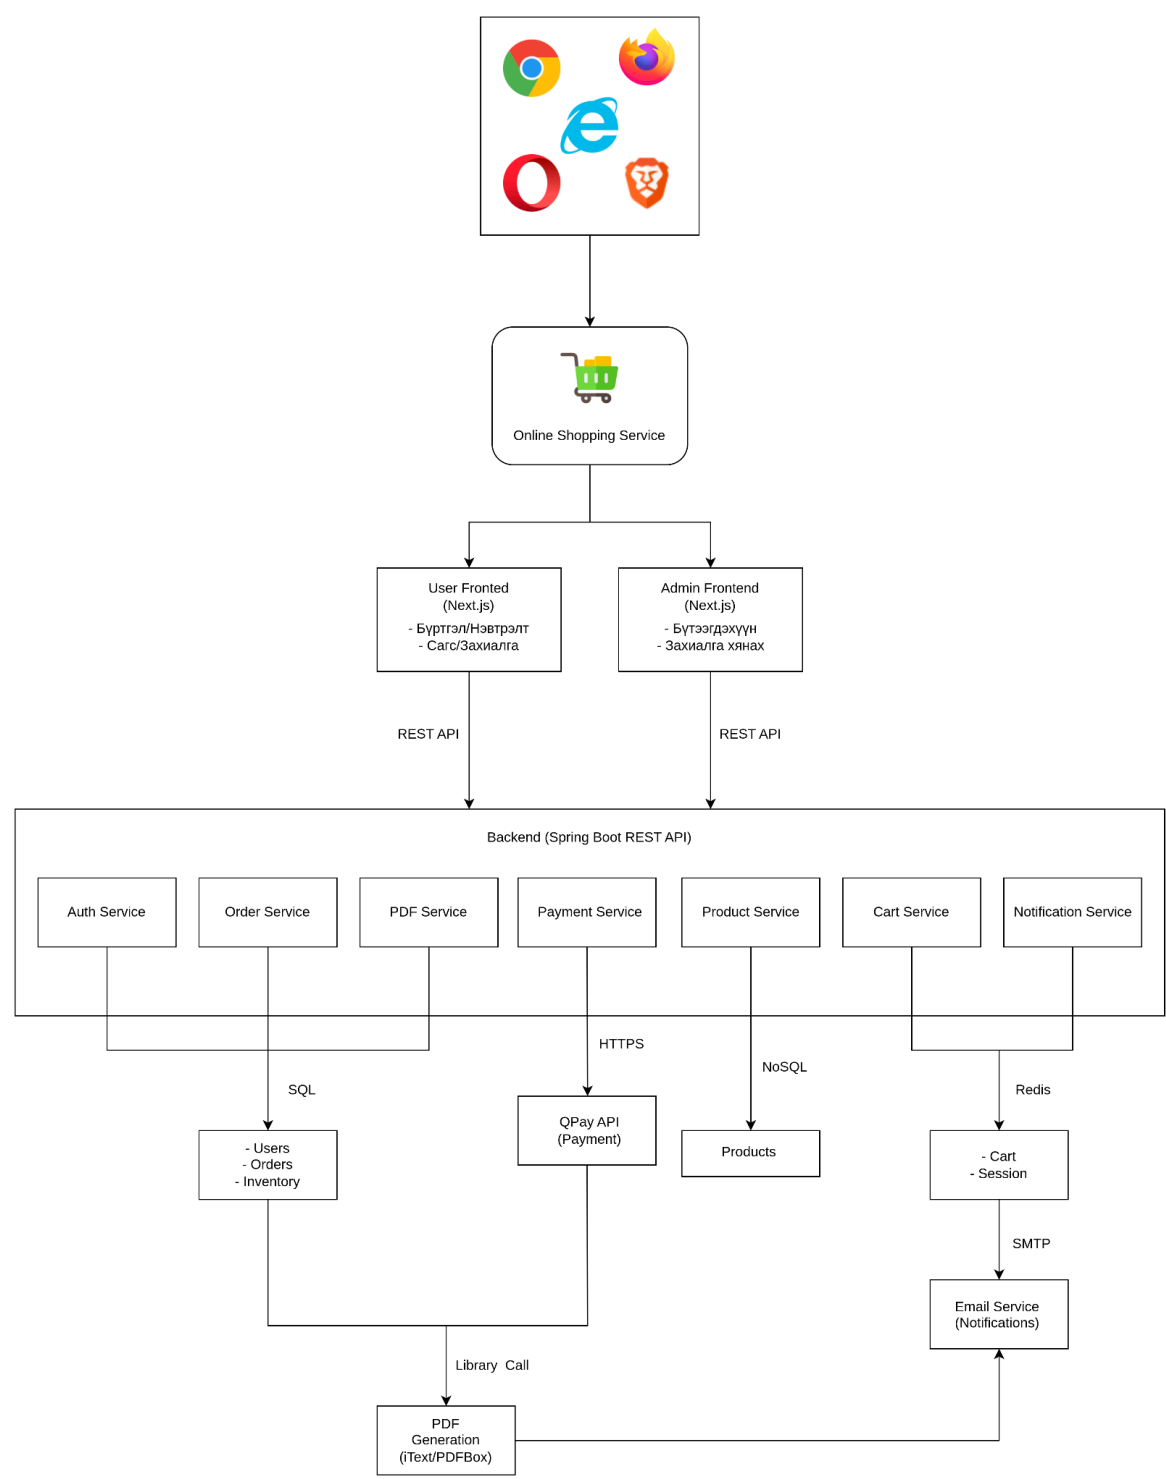 Online Shopping Service
User Fronted
(Next.js)
- Бүртгэл/Нэвтрэлт
- Сагс/Захиалга
Admin Frontend
(Next.js)
- Бүтээгдэхүүн
- Захиалга хянах
REST API
REST API
Backend (Spring Boot REST API)
Auth Service
Order Service
PDF Service
Payment Service
Product Service
Cart Service
Notification Service
HTTPS
NoSQL
SQL
Redis
QPay API
(Payment)
- Users
- Orders
- Inventory
Products
- Cart
- Session
SMTP
Email Service
(Notifications)
Library Call
PDF
Generation
(iText/PDFBox)